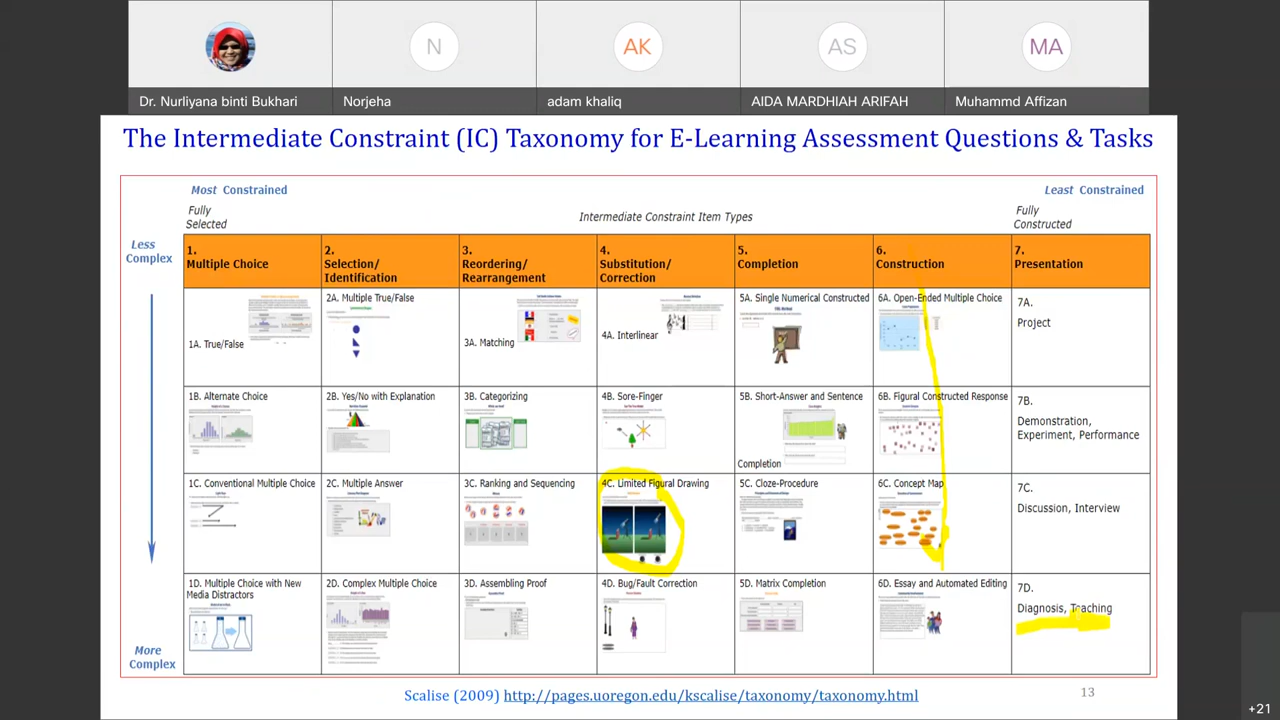 N
AK
AS
MA
Dr. Nurliyana binti Bukhari
Norjeha
adam khaliq
AIDA MARDHIAH ARIFAH
Muhammd Affizan
The Intermediate Constraint (IC) Taxonomy for E-Learning Assessment Questions & Tasks
Most Constrained
Least Constrained
Fully
Selected
Intermediate Constraint Item Types
Fully
Constructed
Less
Complex
1.
Multiple Choice
2.
Selection/
Identification
3.
Reordering/
Rearrangement
4.
Substitution/
Correction
5.
Completion
6.
Construction
7.
Presentation
1A. True/False
2A. Multiple True/False
3A. Matching
4A. Interlinear
5A. Single Numerical Constructed
6A. Open-Ended Multiple Choice
7A.
Project
1B. Alternate Choice
2B. Yes/No with Explanation
3B. Categorizing
4B. Sore-Finger
5B. Short-Answer and Sentence
Completion
6B. Figural Constructed Response
7B.
Demonstration,
Experiment, Performance
1C. Conventional Multiple Choice
2C. Multiple Answer
3C. Ranking and Sequencing
4C. Limited Figural Drawing
5C. Cloze-Procedure
6C. Concept Map
7C.
Discussion, Interview
1D. Multiple Choice with New
Media Distractors
2D. Complex Multiple Choice
3D. Assembling Proof
4D. Bug/Fault Correction
5D. Matrix Completion
6D. Essay and Automated Editing
7D.
Diagnosis, Teaching
More
Complex
Scalise (2009) http://pages.uoregon.edu/kscalise/taxonomy/taxonomy.html
13
+21